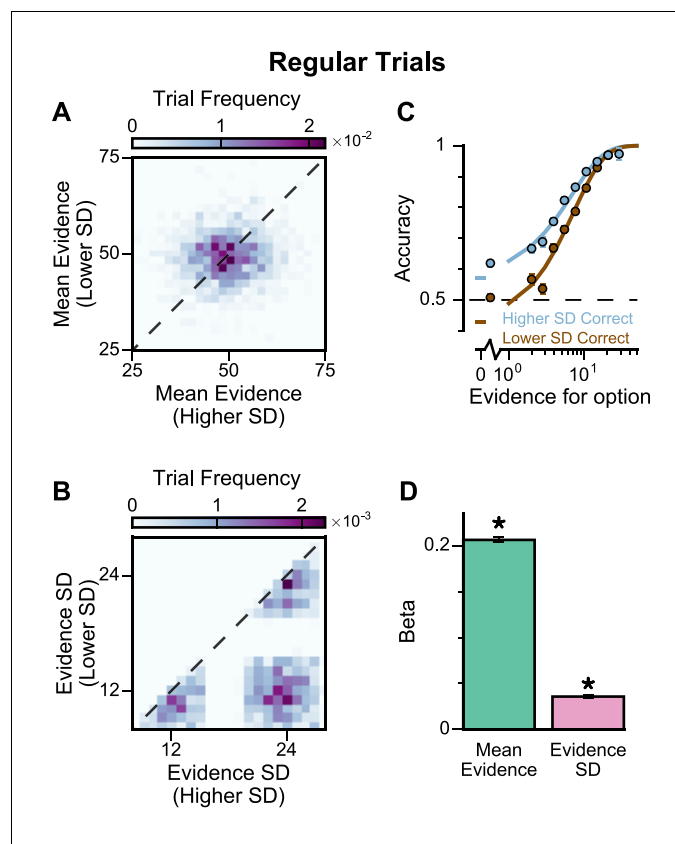 Regular Trials
A
Trial Frequency
0 1 2
×10⁻²
75
50
25
Mean Evidence
(Lower SD)
25 50 75
Mean Evidence
(Higher SD)
C
1
0.5
Accuracy
Higher SD Correct
Lower SD Correct
0 10⁰ 10¹
Evidence for option
B
Trial Frequency
0 1 2
×10⁻³
24
12
Evidence SD
(Lower SD)
12 24
Evidence SD
(Higher SD)
D
0.2
0
Beta
★
★
Mean
Evidence
Evidence
SD